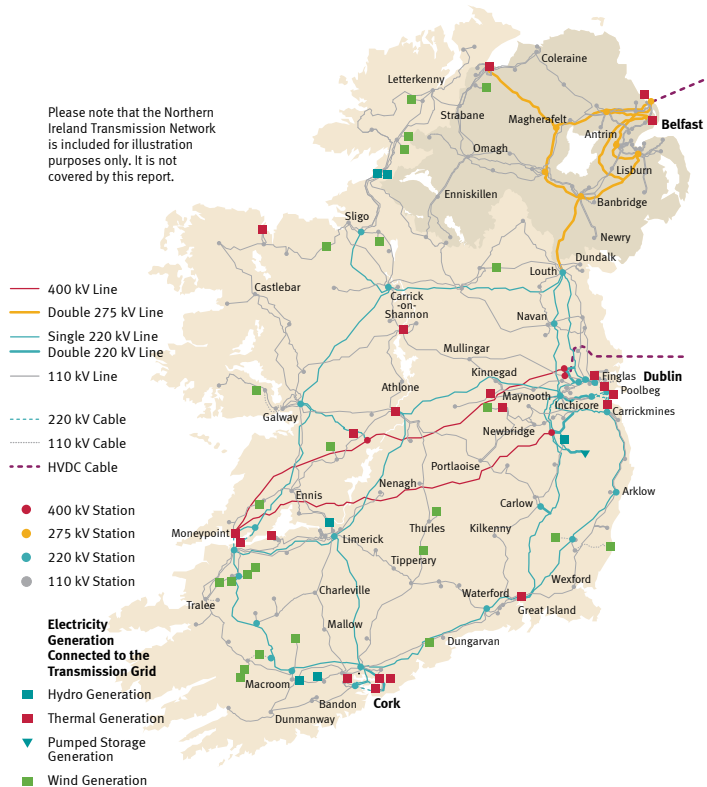 Please note that the Northern
Ireland Transmission Network
is included for illustration
purposes only. It is not
covered by this report.
400 kV Line
Double 275 kV Line
Single 220 kV Line
Double 220 kV Line
110 kV Line
220 kV Cable
110 kV Cable
HVDC Cable
400 kV Station
275 kV Station
220 kV Station
110 kV Station
Electricity
Generation
Connected to the
Transmission Grid
Hydro Generation
Thermal Generation
Pumped Storage
Generation
Wind Generation
Coleraine
Letterkenny
Strabane
Magherafelt
Belfast
Antrim
Omagh
Lisburn
Enniskillen
Banbridge
Sligo
Newry
Dundalk
Louth
Castlebar
Carrick
-on-
Shannon
Navan
Mullingar
Kinnegad
Finglas
Dublin
Athlone
Maynooth
Poolbeg
Inchicore
Carrickmines
Galway
Newbridge
Portlaoise
Nenagh
Ennis
Arklow
Carlow
Moneypoint
Limerick
Thurles
Kilkenny
Tipperary
Wexford
Charleville
Waterford
Tralee
Great Island
Mallow
Dungarvan
Macroom
Bandon
Cork
Dunmanway